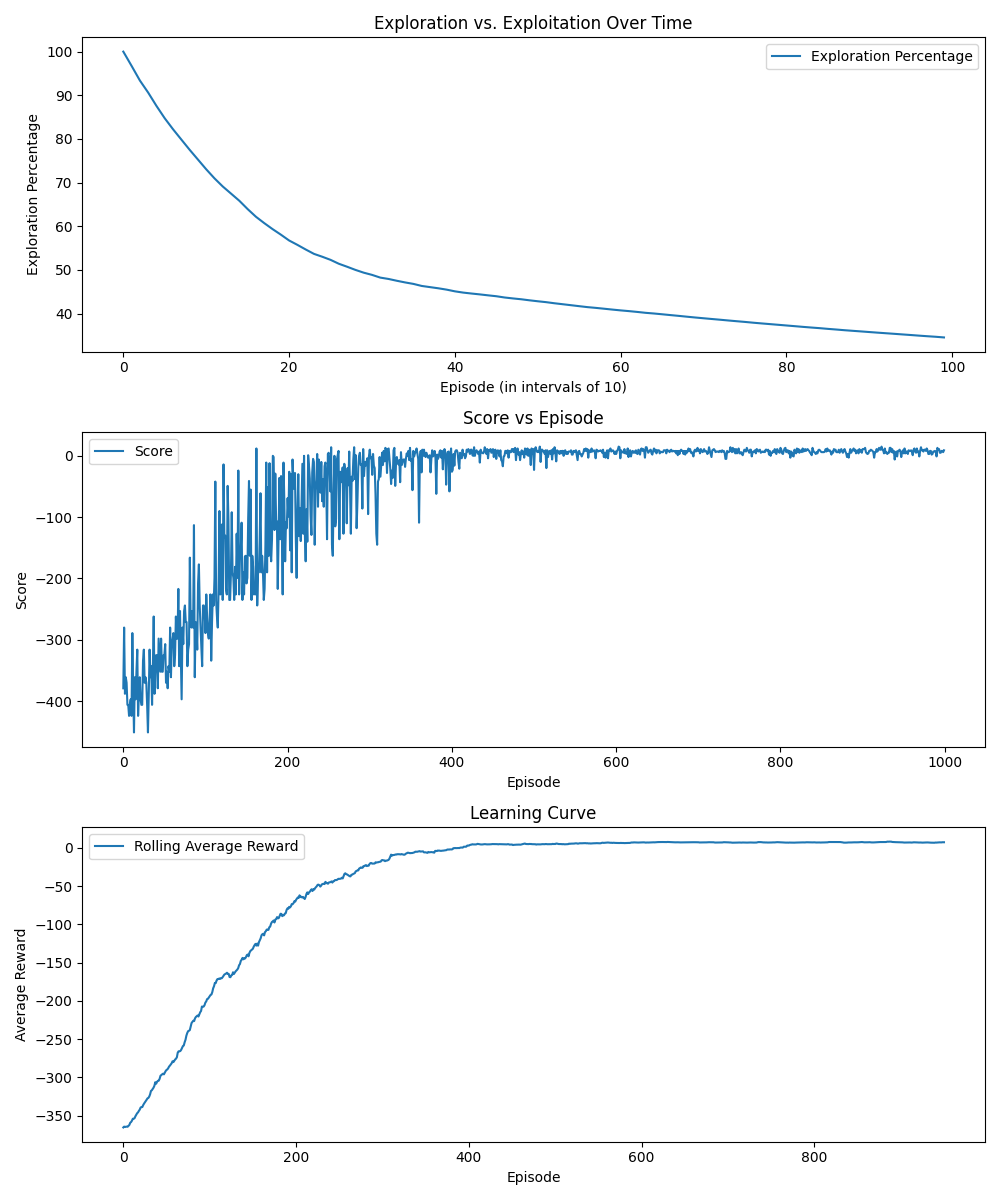 Exploration vs. Exploitation Over Time
Exploration Percentage
100
90
80
70
60
50
40
Exploration Percentage
0 20 40 60 80 100
Episode (in intervals of 10)
Score vs Episode
Score
0
−100
−200
−300
−400
Score
0 200 400 600 800 1000
Episode
Learning Curve
Rolling Average Reward
0
−50
−100
−150
−200
−250
−300
−350
Average Reward
0 200 400 600 800
Episode